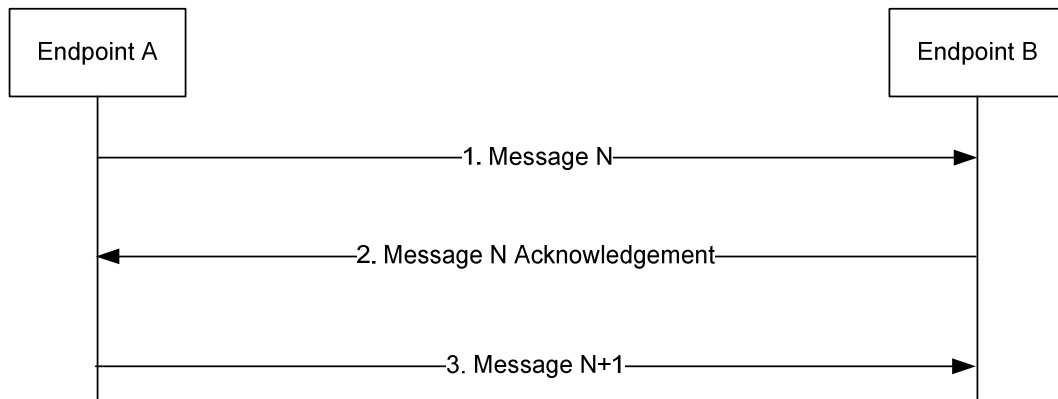 Endpoint A
Endpoint B
1. Message N
2. Message N Acknowledgement
3. Message N+1